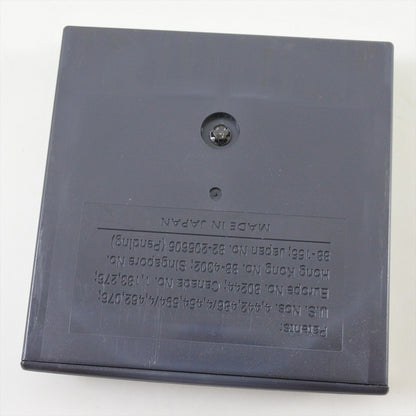 Patents:
U.S. Nos. 4,442,486/4,454,594/4,462,076;
Europe No. 80244; Canada No. 1,183,276;
Hong Kong No. 88-4302; Singapore No.
88-155; Japan No. 82-205605 (Pending)
MADE IN JAPAN